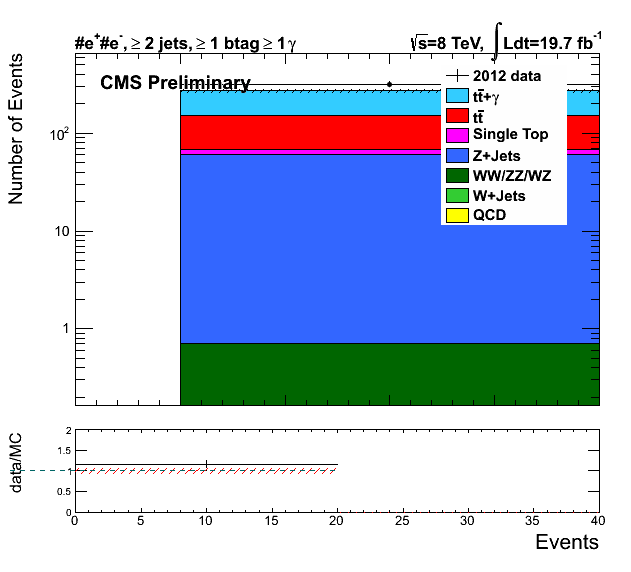 #e⁺#e⁻, ≥ 2 jets, ≥ 1 btag ≥ 1 γ
√s=8 TeV, ∫Ldt=19.7 fb⁻¹
CMS Preliminary
2012 data
tt̄+γ
tt̄
Single Top
Z+Jets
WW/ZZ/WZ
W+Jets
QCD
Number of Events
10²
10
1
data/MC
2
1.5
1
0.5
0
0 5 10 15 20 25 30 35 40
Events